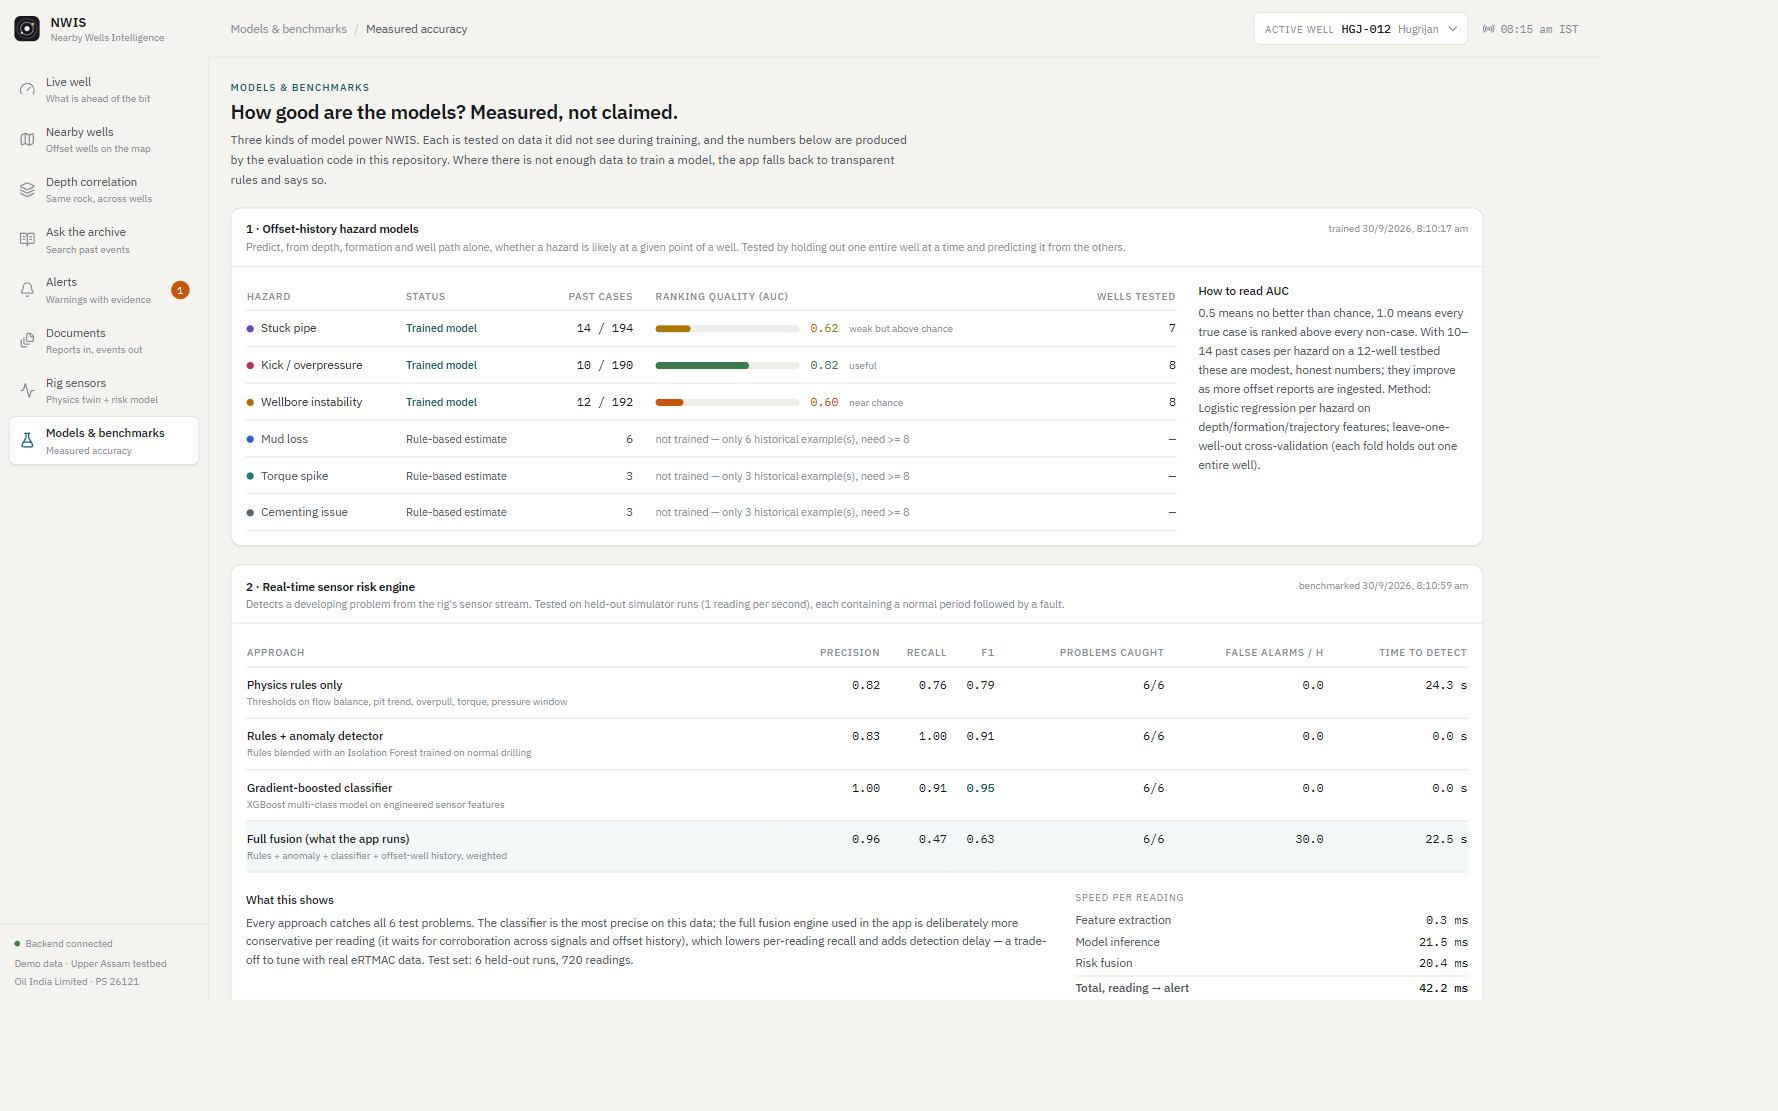 NWIS
Nearby Wells Intelligence
Live well
What is ahead of the bit
Nearby wells
Offset wells on the map
Depth correlation
Same rock, across wells
Ask the archive
Search past events
Alerts
Warnings with evidence
1
Documents
Reports in, events out
Rig sensors
Physics twin + risk model
Models & benchmarks
Measured accuracy
Backend connected
Demo data · Upper Assam testbed
Oil India Limited · PS 26121
Models & benchmarks / Measured accuracy
ACTIVE WELL HGJ-012 Hugrijan
08:15 am IST
MODELS & BENCHMARKS
How good are the models? Measured, not claimed.
Three kinds of model power NWIS. Each is tested on data it did not see during training, and the numbers below are produced
by the evaluation code in this repository. Where there is not enough data to train a model, the app falls back to transparent
rules and says so.
1 · Offset-history hazard models
trained 30/9/2026, 8:10:17 am
Predict, from depth, formation and well path alone, whether a hazard is likely at a given point of a well. Tested by holding out one entire well at a time and predicting it from the others.
HAZARD STATUS PAST CASES RANKING QUALITY (AUC) WELLS TESTED
Stuck pipe Trained model 14 / 194 0.62 weak but above chance 7
Kick / overpressure Trained model 10 / 190 0.82 useful 8
Wellbore instability Trained model 12 / 192 0.60 near chance 8
Mud loss Rule-based estimate 6 not trained — only 6 historical example(s), need >= 8 —
Torque spike Rule-based estimate 3 not trained — only 3 historical example(s), need >= 8 —
Cementing issue Rule-based estimate 3 not trained — only 3 historical example(s), need >= 8 —
How to read AUC
0.5 means no better than chance, 1.0 means every
true case is ranked above every non-case. With 10–
14 past cases per hazard on a 12-well testbed
these are modest, honest numbers; they improve
as more offset reports are ingested. Method:
Logistic regression per hazard on
depth/formation/trajectory features; leave-one-
well-out cross-validation (each fold holds out one
entire well).
2 · Real-time sensor risk engine
benchmarked 30/9/2026, 8:10:59 am
Detects a developing problem from the rig's sensor stream. Tested on held-out simulator runs (1 reading per second), each containing a normal period followed by a fault.
APPROACH PRECISION RECALL F1 PROBLEMS CAUGHT FALSE ALARMS / H TIME TO DETECT
Physics rules only 0.82 0.76 0.79 6/6 0.0 24.3 s
Thresholds on flow balance, pit trend, overpull, torque, pressure window
Rules + anomaly detector 0.83 1.00 0.91 6/6 0.0 0.0 s
Rules blended with an Isolation Forest trained on normal drilling
Gradient-boosted classifier 1.00 0.91 0.95 6/6 0.0 0.0 s
XGBoost multi-class model on engineered sensor features
Full fusion (what the app runs) 0.96 0.47 0.63 6/6 30.0 22.5 s
Rules + anomaly + classifier + offset-well history, weighted
What this shows
Every approach catches all 6 test problems. The classifier is the most precise on this data; the full fusion engine used in the app is deliberately more
conservative per reading (it waits for corroboration across signals and offset history), which lowers per-reading recall and adds detection delay — a trade-
off to tune with real eRTMAC data. Test set: 6 held-out runs, 720 readings.
SPEED PER READING
Feature extraction 0.3 ms
Model inference 21.5 ms
Risk fusion 20.4 ms
Total, reading → alert 42.2 ms